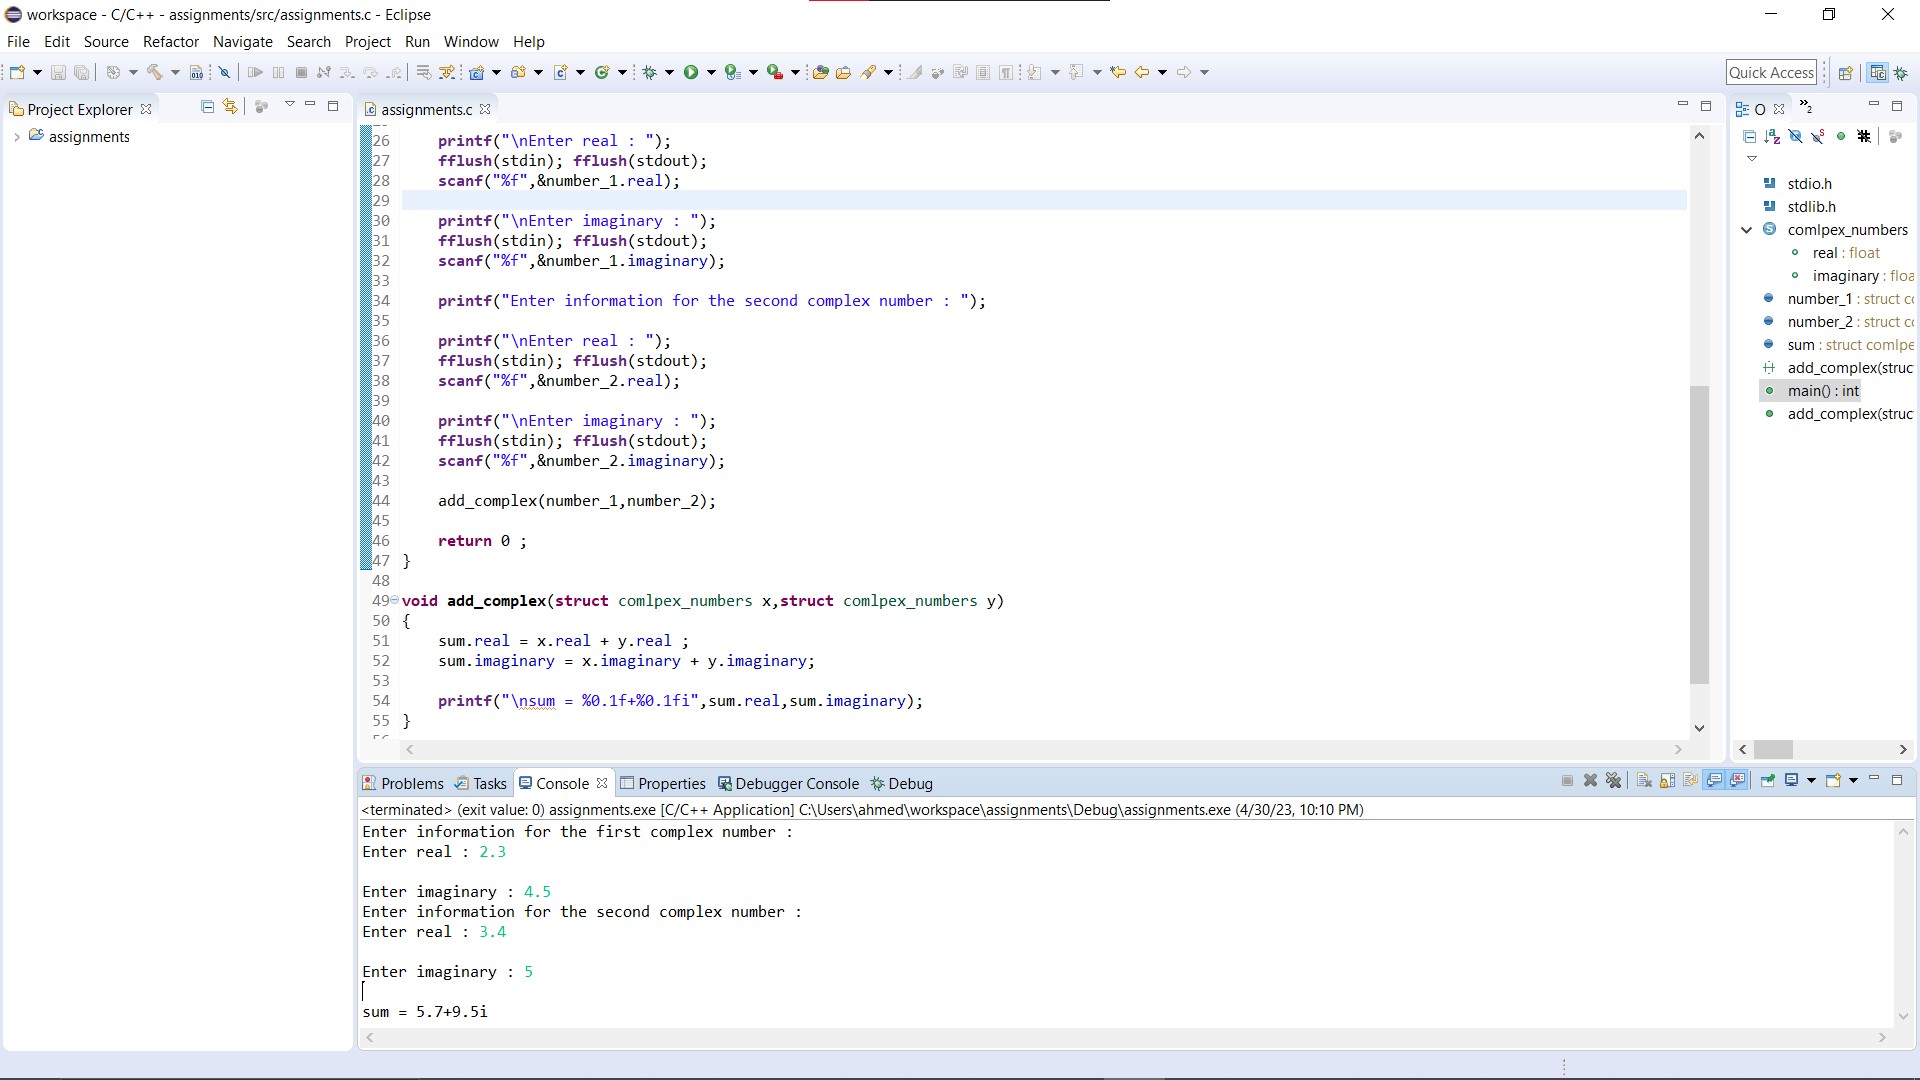 workspace - C/C++ - assignments/src/assignments.c - Eclipse
File Edit Source Refactor Navigate Search Project Run Window Help
Quick Access
Project Explorer
assignments
assignments.c
26 printf("\nEnter real : ");
27 fflush(stdin); fflush(stdout);
28 scanf("%f",&number_1.real);
29
30 printf("\nEnter imaginary : ");
31 fflush(stdin); fflush(stdout);
32 scanf("%f",&number_1.imaginary);
33
34 printf("Enter information for the second complex number : ");
35
36 printf("\nEnter real : ");
37 fflush(stdin); fflush(stdout);
38 scanf("%f",&number_2.real);
39
40 printf("\nEnter imaginary : ");
41 fflush(stdin); fflush(stdout);
42 scanf("%f",&number_2.imaginary);
43
44 add_complex(number_1,number_2);
45
46 return 0 ;
47 }
48
49 void add_complex(struct comlpex_numbers x,struct comlpex_numbers y)
50 {
51 sum.real = x.real + y.real ;
52 sum.imaginary = x.imaginary + y.imaginary;
53
54 printf("\nsum = %0.1f+%0.1fi",sum.real,sum.imaginary);
55 }
O
2
stdio.h
stdlib.h
comlpex_numbers
real : float
imaginary : floa
number_1 : struct co
number_2 : struct co
sum : struct comlpe
add_complex(struc
main() : int
add_complex(struc
Problems Tasks Console Properties Debugger Console Debug
<terminated> (exit value: 0) assignments.exe [C/C++ Application] C:\Users\ahmed\workspace\assignments\Debug\assignments.exe (4/30/23, 10:10 PM)
Enter information for the first complex number :
Enter real : 2.3
Enter imaginary : 4.5
Enter information for the second complex number :
Enter real : 3.4
Enter imaginary : 5
sum = 5.7+9.5i